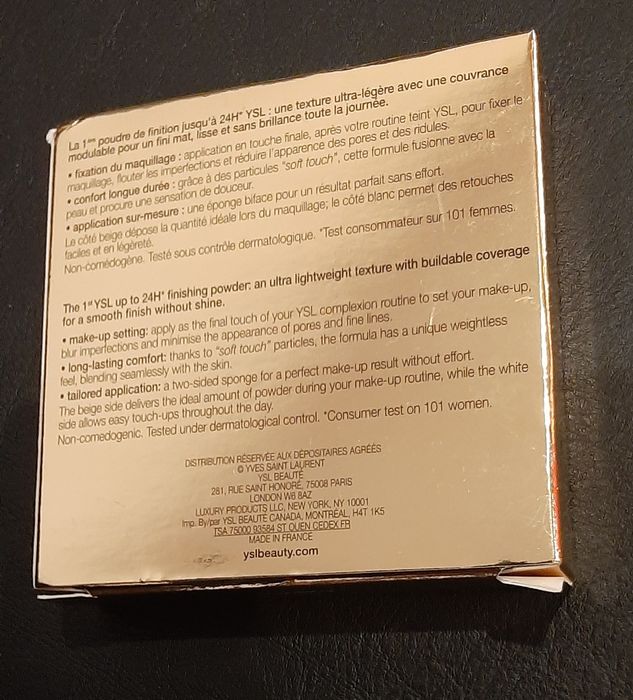 La 1ère poudre de finition jusqu'à 24H* YSL : une texture ultra-légère avec une couvrance
modulable pour un fini mat, lisse et sans brillance toute la journée.
• fixation du maquillage : application en touche finale, après votre routine teint YSL, pour fixer le
maquillage, flouter les imperfections et réduire l'apparence des pores et des ridules.
• confort longue durée : grâce à des particules "soft touch", cette formule fusionne avec la
peau et procure une sensation de douceur.
• application sur-mesure : une éponge biface pour un résultat parfait sans effort.
Le côté beige dépose la quantité idéale lors du maquillage; le côté blanc permet des retouches
faciles et en légèreté.
Non-comédogène. Testé sous contrôle dermatologique. *Test consommateur sur 101 femmes.
The 1st YSL up to 24H* finishing powder: an ultra lightweight texture with buildable coverage
for a smooth finish without shine.
• make-up setting: apply as the final touch of your YSL complexion routine to set your make-up,
blur imperfections and minimise the appearance of pores and fine lines.
• long-lasting comfort: thanks to "soft touch" particles, the formula has a unique weightless
feel, blending seamlessly with the skin.
• tailored application: a two-sided sponge for a perfect make-up result without effort.
The beige side delivers the ideal amount of powder during your make-up routine, while the white
side allows easy touch-ups throughout the day.
Non-comedogenic. Tested under dermatological control. *Consumer test on 101 women.
DISTRIBUTION RÉSERVÉE AUX DÉPOSITAIRES AGRÉÉS
© YVES SAINT LAURENT
YSL BEAUTÉ
281, RUE SAINT HONORÉ, 75008 PARIS
LONDON W6 8AZ
LUXURY PRODUCTS LLC, NEW YORK, NY 10001
Imp. By/par YSL BEAUTÉ CANADA, MONTRÉAL, H4T 1K5
TSA 75000 93584 ST OUEN CEDEX FR
MADE IN FRANCE
yslbeauty.com